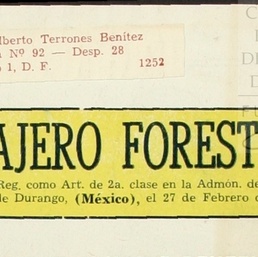 lberto Terrones Benitez
Nº 92 — Desp. 28
1, D. F.
1252
AJERO FOREST
Reg. como Art. de 2a. clase en la Admón. de
de Durango, (México), el 27 de Febrero